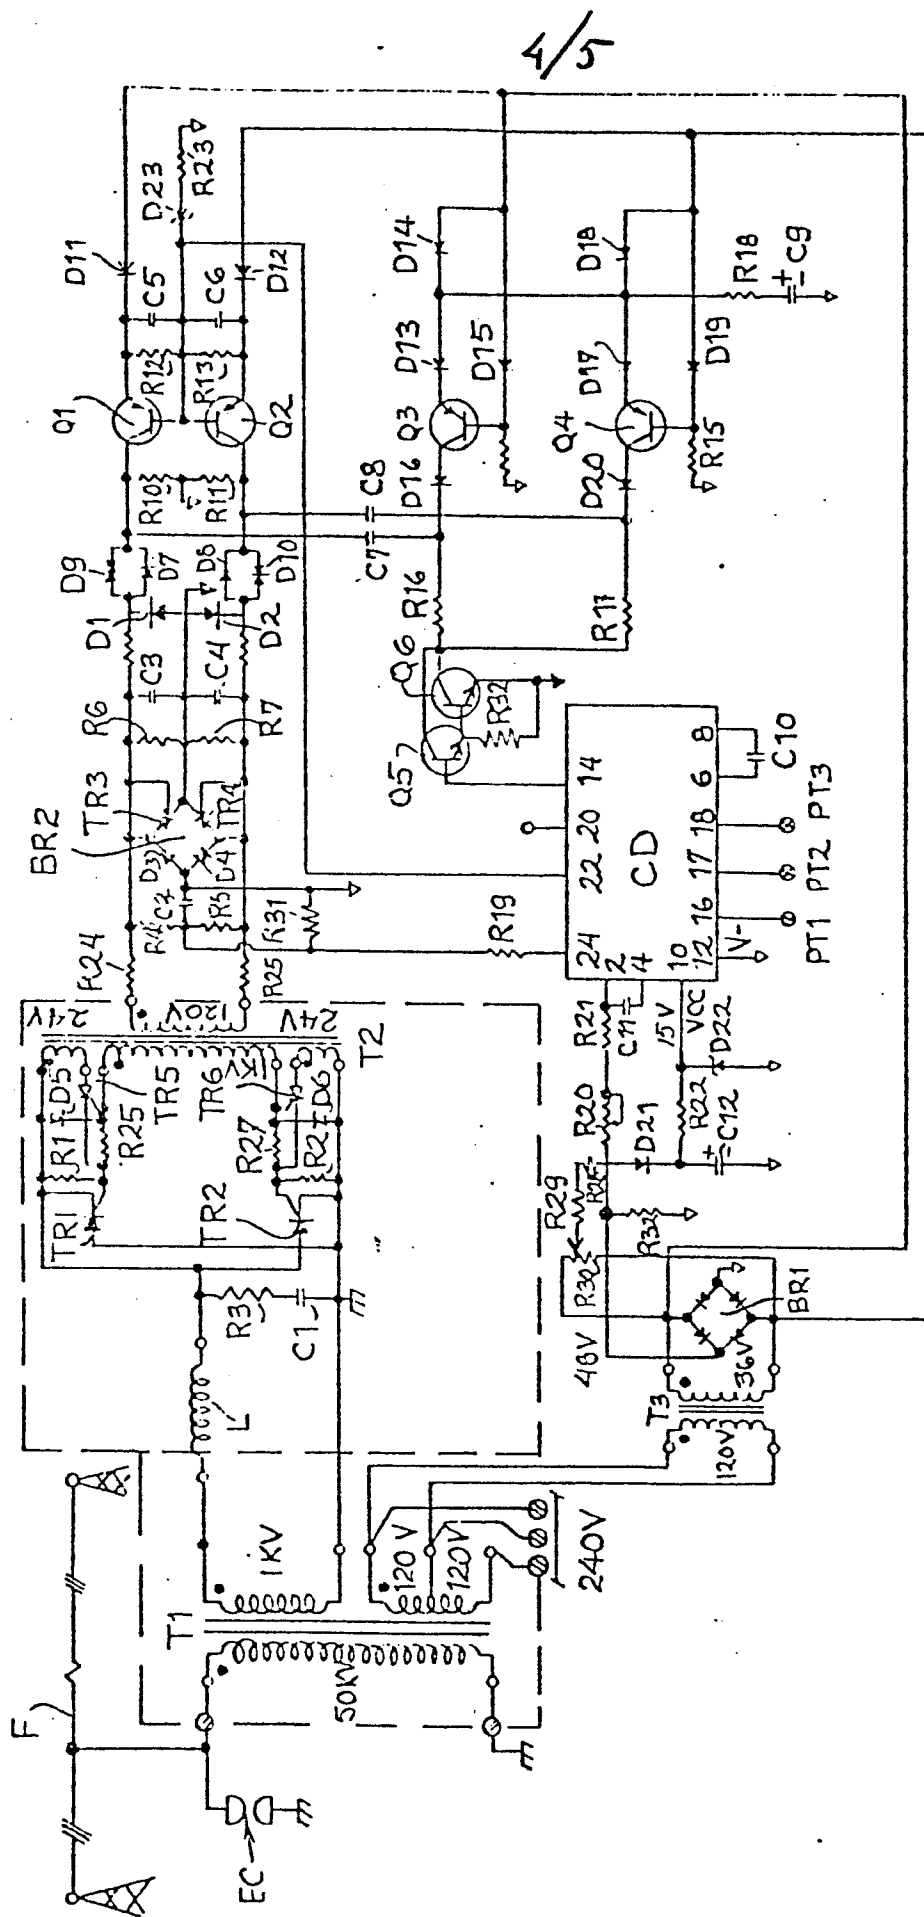 4/5
F
EC
T1
50KV
1KV
120V
120V
240V
L
R3
C1
TR1
TR2
R1
R2
R25
R27
D5
D6
TR5
TR6
1KV
24V
120V
24V
T2
R24
R25
R4
R5
R31
D3
D4
BR2
TR3
TR4
R6
R7
C3
C4
D1
D2
D9
D7
D8
D10
R10
R11
Q1
Q2
R12
R13
C5
C6
D11
D12
D23
R23
C7
C8
R16
R17
D16
Q3
D13
D14
D15
D20
Q4
D17
D18
D19
R15
R18
C9
Q5
Q6
R32
R19
CD
24
22
20
14
2
4
10
12
16
17
18
6
8
V-
C10
PT1
PT2
PT3
R21
C11
15V
VCC
D22
R20
D21
R22
C12
R29
R30
R32
48V
36V
BR1
T3
120V